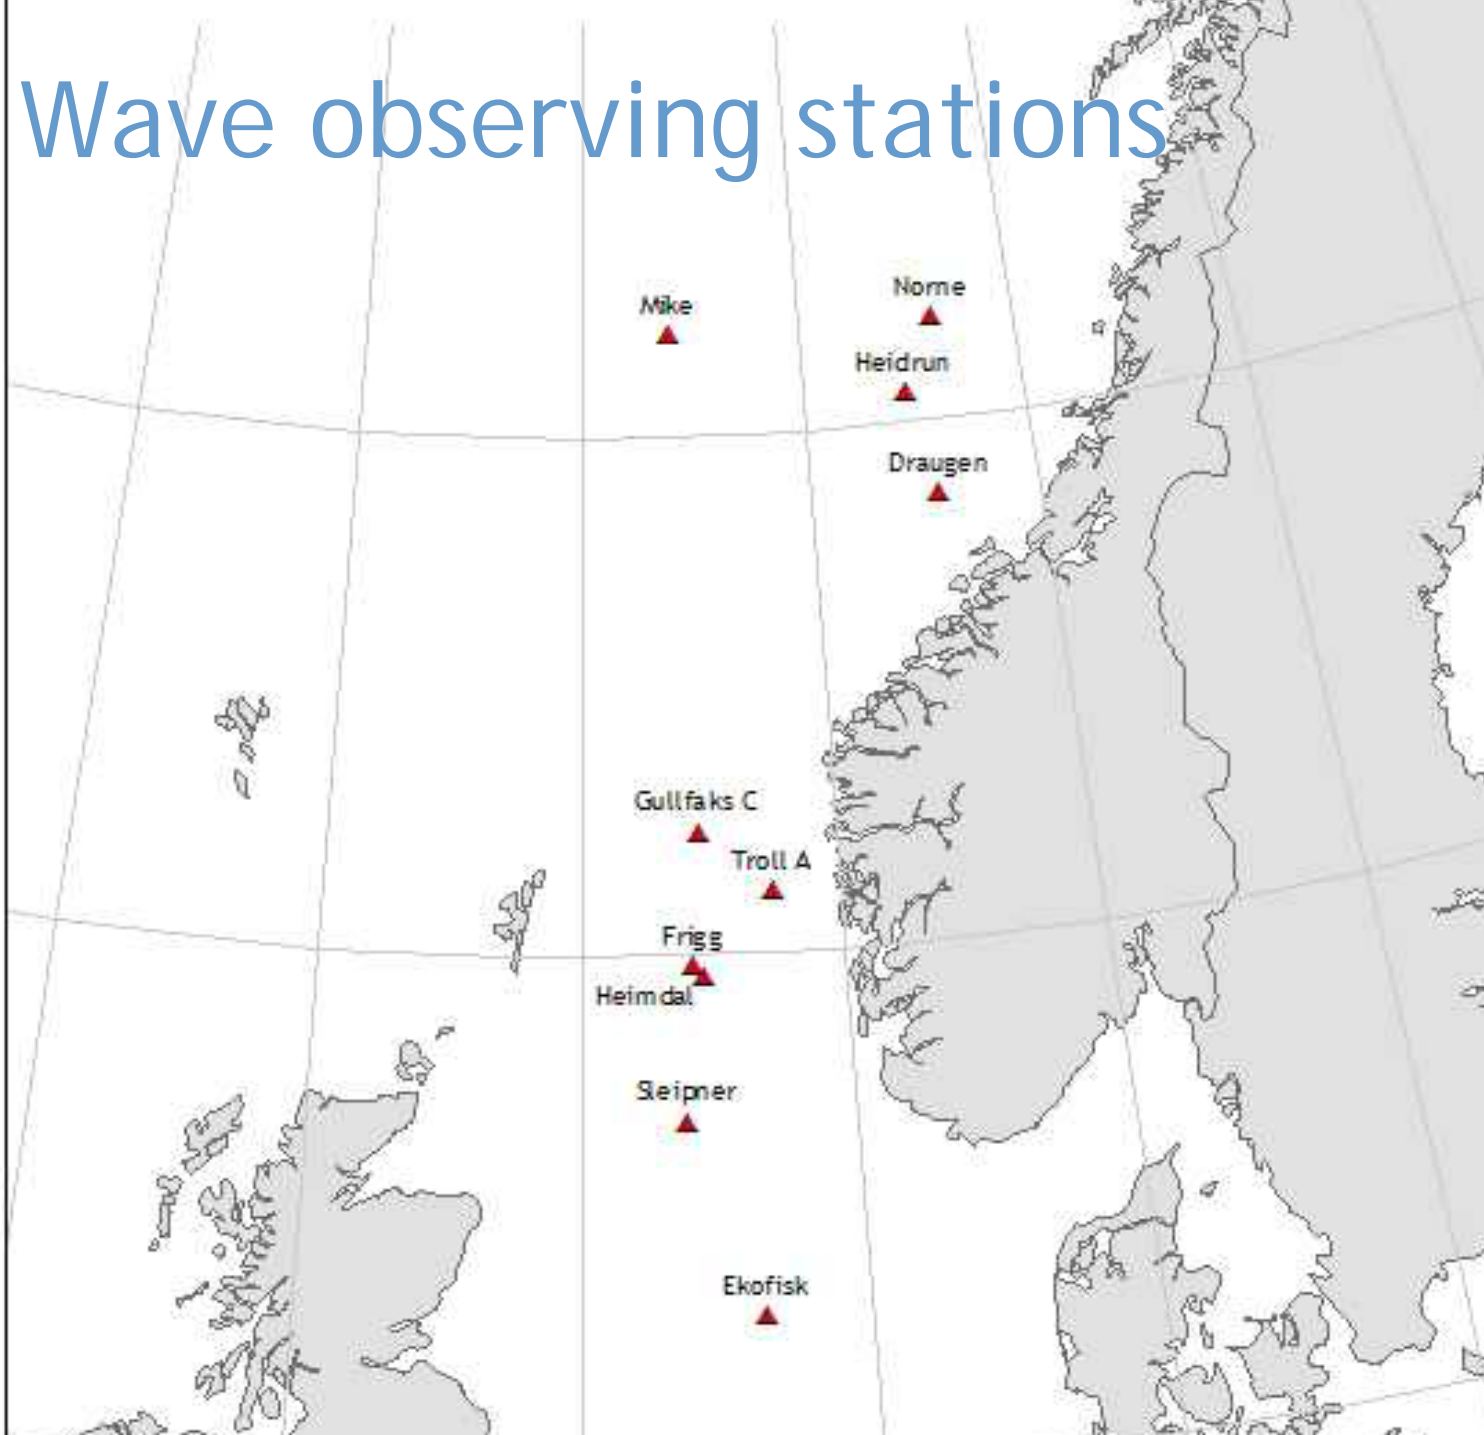 Wave observing stations
Norne
Mike
Heidrun
Draugen
Gullfaks C
Troll A
Frigg
Heimdal
Sleipner
Ekofisk